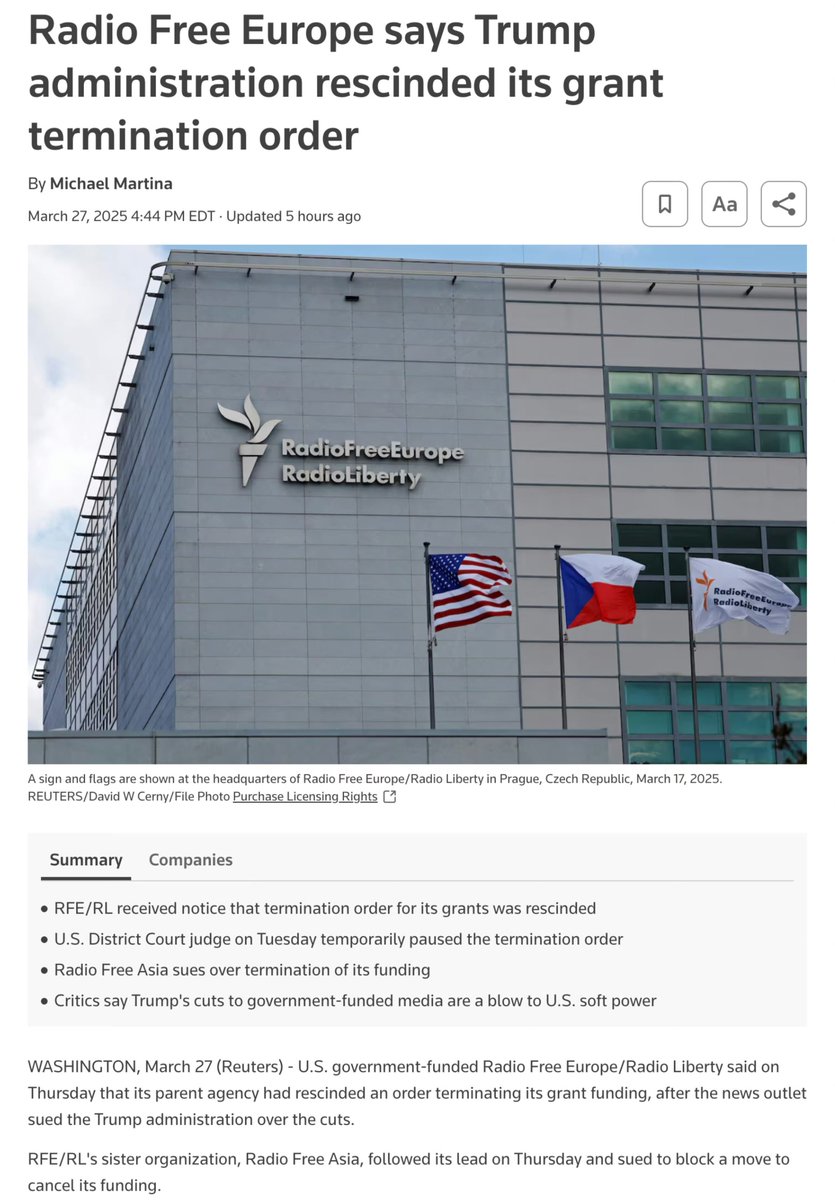 Radio Free Europe says Trump
administration rescinded its grant
termination order
By Michael Martina
March 27, 2025 4:44 PM EDT · Updated 5 hours ago
Aa
RadioFreeEurope
RadioLiberty
RadioFreeEurope
RadioLiberty
A sign and flags are shown at the headquarters of Radio Free Europe/Radio Liberty in Prague, Czech Republic, March 17, 2025.
REUTERS/David W Cerny/File Photo Purchase Licensing Rights
Summary Companies
• RFE/RL received notice that termination order for its grants was rescinded
• U.S. District Court judge on Tuesday temporarily paused the termination order
• Radio Free Asia sues over termination of its funding
• Critics say Trump's cuts to government-funded media are a blow to U.S. soft power
WASHINGTON, March 27 (Reuters) - U.S. government-funded Radio Free Europe/Radio Liberty said on
Thursday that its parent agency had rescinded an order terminating its grant funding, after the news outlet
sued the Trump administration over the cuts.
RFE/RL's sister organization, Radio Free Asia, followed its lead on Thursday and sued to block a move to
cancel its funding.